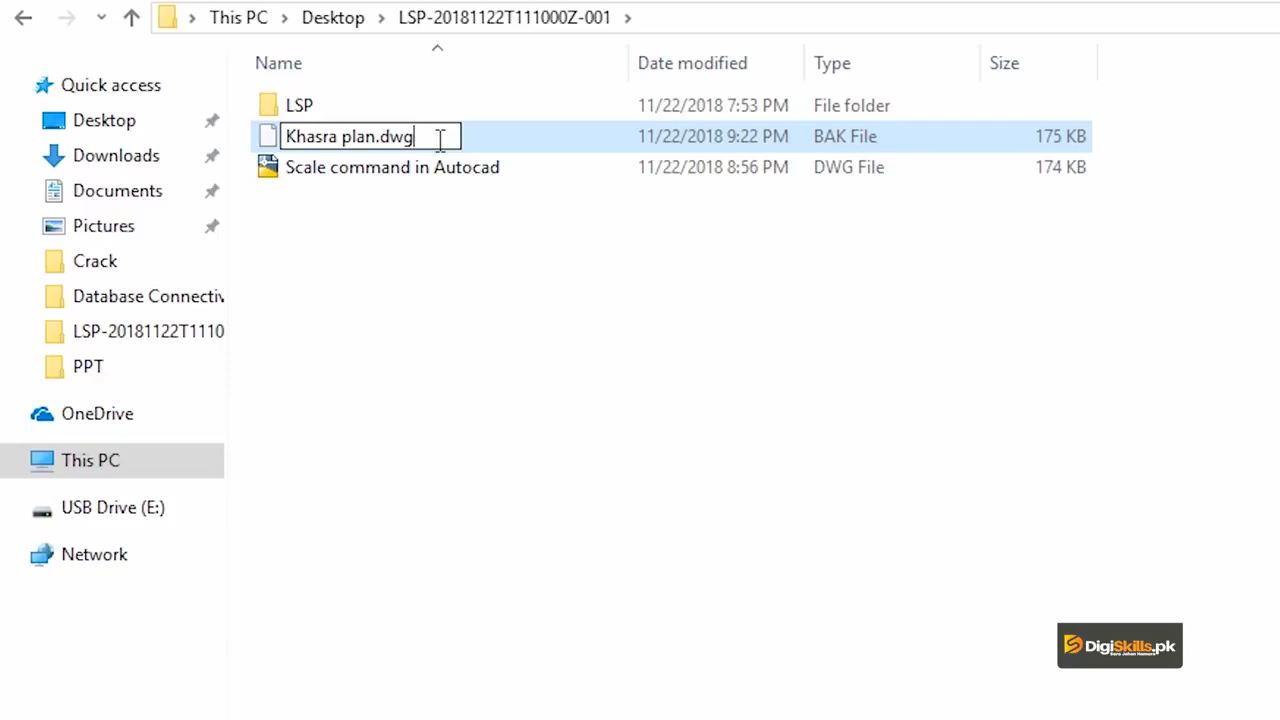 This PC > Desktop > LSP-20181122T111000Z-001 >
Name Date modified Type Size
Quick access
Desktop
Downloads
Documents
Pictures
Crack
Database Connectiv
LSP-20181122T1110
PPT
OneDrive
This PC
USB Drive (E:)
Network
LSP 11/22/2018 7:53 PM File folder
Khasra plan.dwg 11/22/2018 9:22 PM BAK File 175 KB
Scale command in Autocad 11/22/2018 8:56 PM DWG File 174 KB
DigiSkills.pk